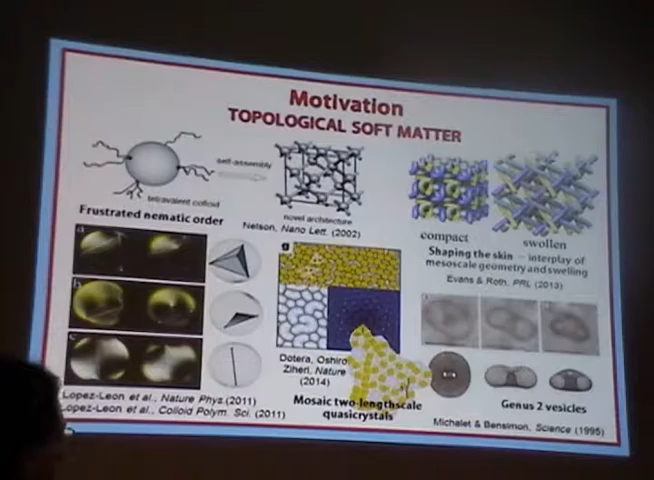 Motivation
TOPOLOGICAL SOFT MATTER
self-assembly
tetravalent colloid
novel architecture
Frustrated nematic order
Nelson, Nano Lett. (2002)
compact
swollen
Shaping the skin – interplay of
mesoscale geometry and swelling
Evans & Roth, PRL (2013)
a
b
c
Dotera, Oshiro
Ziherl, Nature
(2014)
Mosaic two-lengthscale
quasicrystals
Lopez-Leon et al., Nature Phys. (2011)
Lopez-Leon et al., Colloid Polym. Sci. (2011)
Genus 2 vesicles
Michalet & Bensimon, Science (1995)